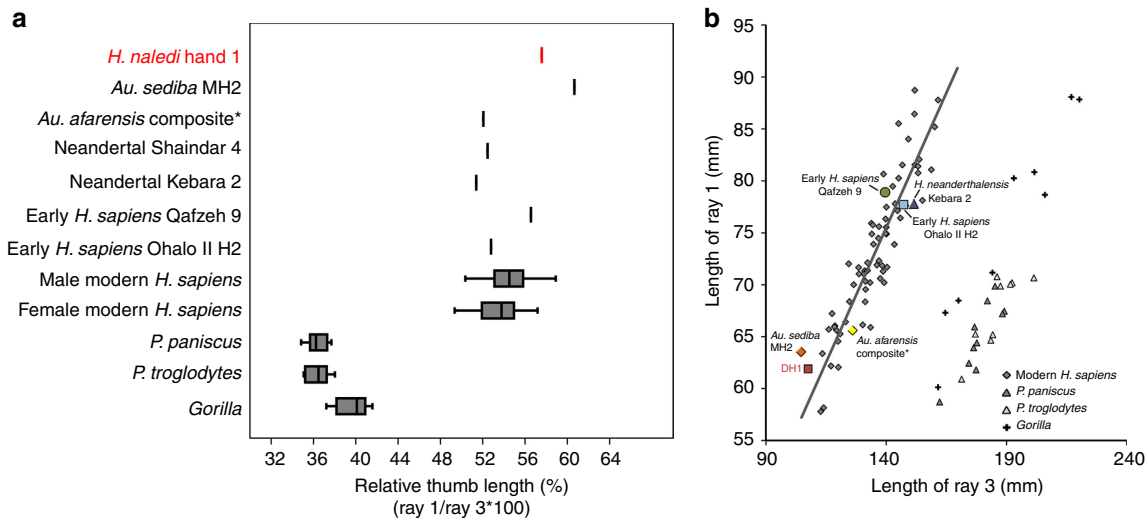 a
H. naledi hand 1
Au. sediba MH2
Au. afarensis composite*
Neandertal Shaindar 4
Neandertal Kebara 2
Early H. sapiens Qafzeh 9
Early H. sapiens Ohalo II H2
Male modern H. sapiens
Female modern H. sapiens
P. paniscus
P. troglodytes
Gorilla
32 36 40 44 48 52 56 60 64
Relative thumb length (%)
(ray 1/ray 3*100)
b
Length of ray 1 (mm)
95
90
85
80
75
70
65
60
55
Early H. sapiens
Qafzeh 9
H. neanderthalensis
Kebara 2
Early H. sapiens
Ohalo II H2
Au. sediba
MH2
DH1
Au. afarensis
composite*
Modern H. sapiens
P. paniscus
P. troglodytes
Gorilla
90 140 190 240
Length of ray 3 (mm)